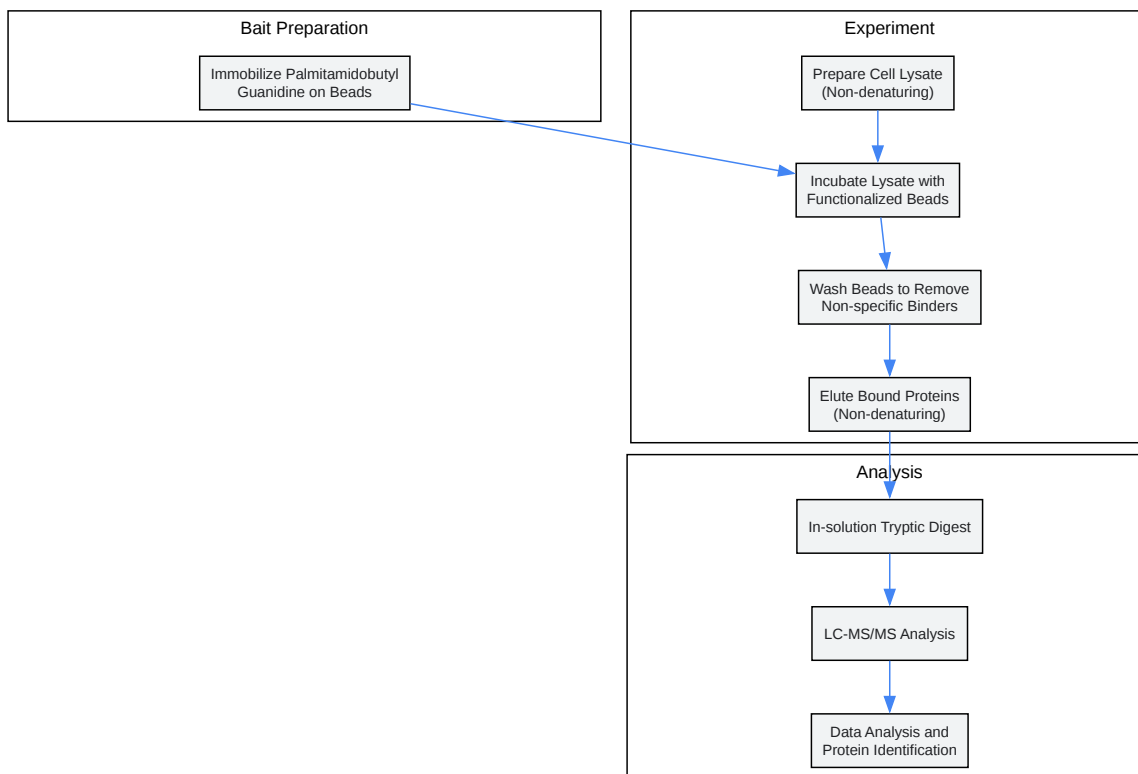 Bait Preparation
Immobilize Palmitamidobutyl
Guanidine on Beads
Experiment
Prepare Cell Lysate
(Non-denaturing)
Incubate Lysate with
Functionalized Beads
Wash Beads to Remove
Non-specific Binders
Elute Bound Proteins
(Non-denaturing)
Analysis
In-solution Tryptic Digest
LC-MS/MS Analysis
Data Analysis and
Protein Identification